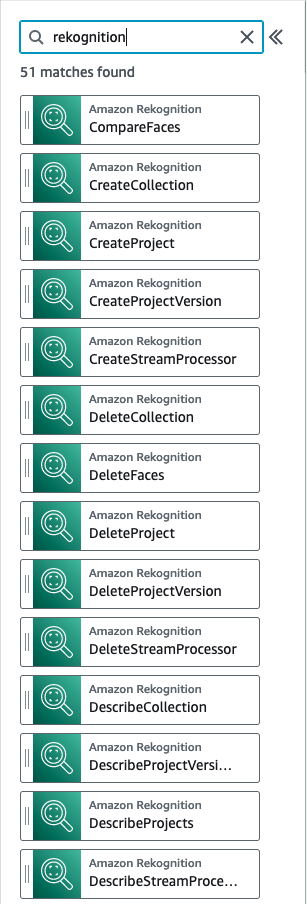 rekognition
51 matches found
Amazon Rekognition
CompareFaces
Amazon Rekognition
CreateCollection
Amazon Rekognition
CreateProject
Amazon Rekognition
CreateProjectVersion
Amazon Rekognition
CreateStreamProcessor
Amazon Rekognition
DeleteCollection
Amazon Rekognition
DeleteFaces
Amazon Rekognition
DeleteProject
Amazon Rekognition
DeleteProjectVersion
Amazon Rekognition
DeleteStreamProcessor
Amazon Rekognition
DescribeCollection
Amazon Rekognition
DescribeProjectVersi...
Amazon Rekognition
DescribeProjects
Amazon Rekognition
DescribeStreamProce...